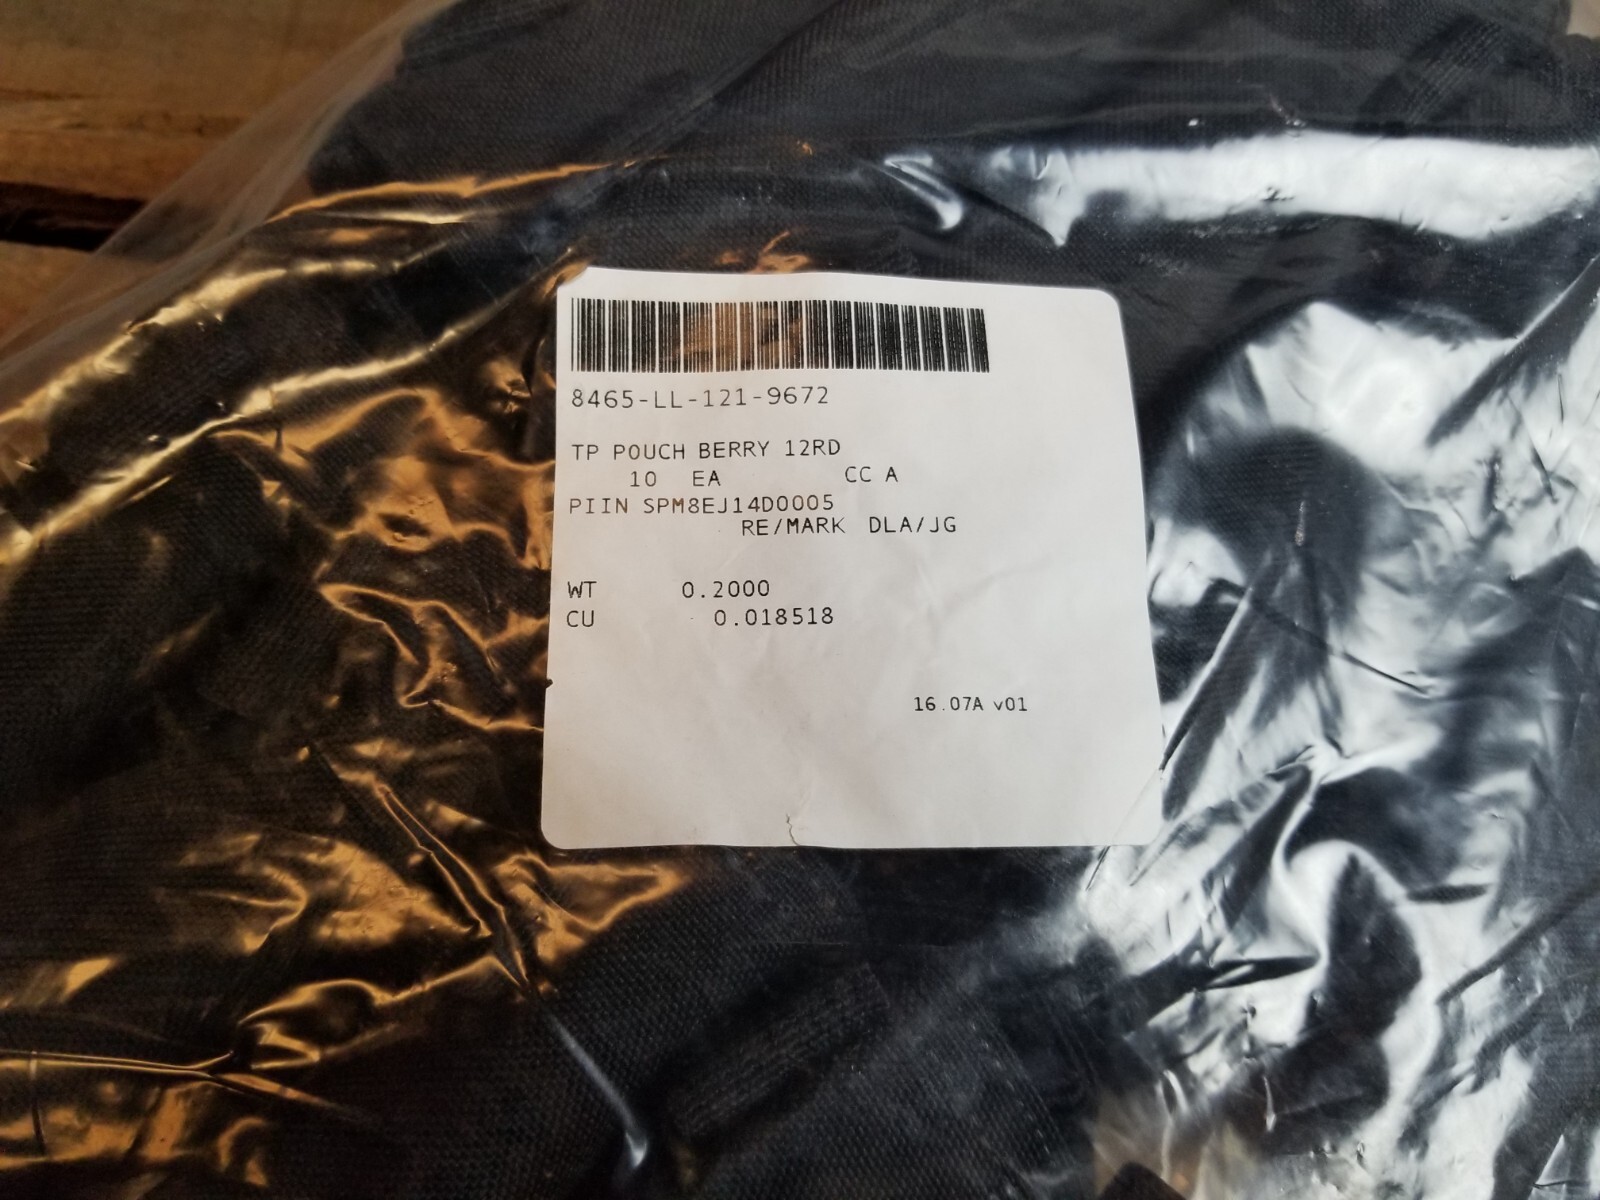 8465-LL-121-9672
TP POUCH BERRY 12RD
10 EA CC A
PIIN SPM8EJ14D0005
RE/MARK DLA/JG
WT 0.2000
CU 0.018518
16.07A v01